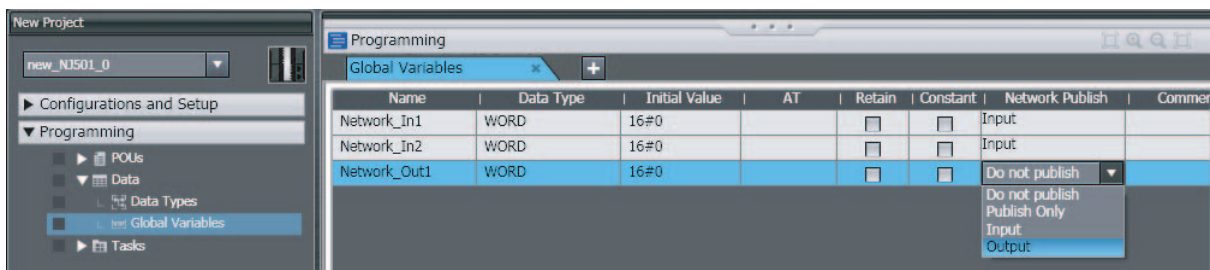 New Project
new_NJ501_0
Configurations and Setup
Programming
POUs
Data
Data Types
Global Variables
Tasks
Programming
Global Variables
Name Data Type Initial Value AT Retain Constant Network Publish Commen
Network_In1 WORD 16#0 Input
Network_In2 WORD 16#0 Input
Network_Out1 WORD 16#0 Do not publish
Do not publish
Publish Only
Input
Output